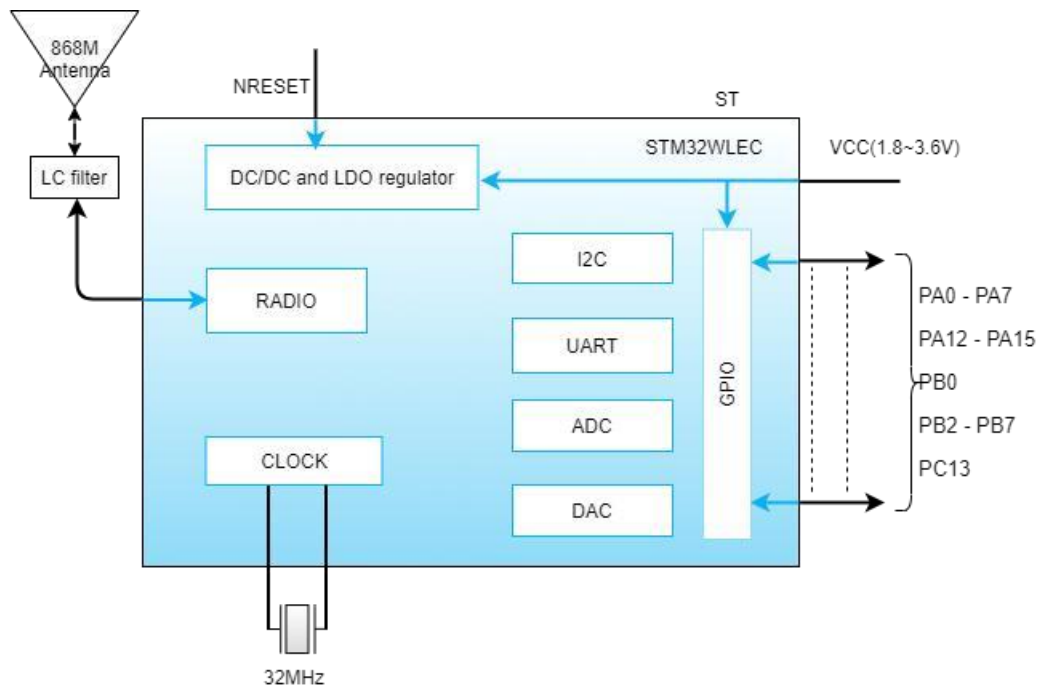 868M
Antenna
NRESET
ST
STM32WLEC
VCC(1.8~3.6V)
LC filter
DC/DC and LDO regulator
I2C
RADIO
PA0 - PA7
UART
PA12 - PA15
GPIO
PB0
ADC
PB2 - PB7
CLOCK
PC13
DAC
32MHz